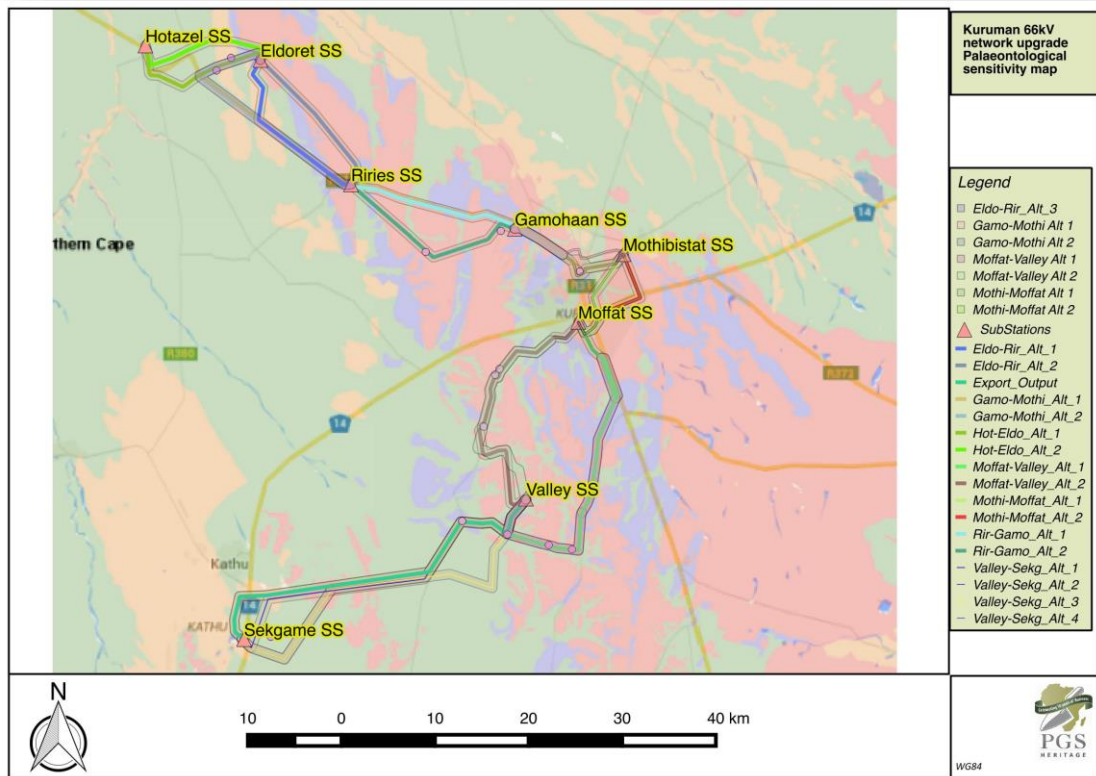 Hotazel SS
Eldoret SS
Riries SS
Gamohaan SS
Mothibistat SS
Moffat SS
Valley SS
Sekgame SS
thern Cape
14
R31
R380
R373
14
Kathu
14
KATHU
Kuruman 66kV
network upgrade
Palaeontological
sensitivity map
Legend
Eldo-Rir_Alt_3
Gamo-Mothi Alt 1
Gamo-Mothi Alt 2
Moffat-Valley Alt 1
Moffat-Valley Alt 2
Mothi-Moffat Alt 1
Mothi-Moffat Alt 2
SubStations
Eldo-Rir_Alt_1
Eldo-Rir_Alt_2
Export_Output
Gamo-Mothi_Alt_1
Gamo-Mothi_Alt_2
Hot-Eldo_Alt_1
Hot-Eldo_Alt_2
Moffat-Valley_Alt_1
Moffat-Valley_Alt_2
Mothi-Moffat_Alt_1
Mothi-Moffat_Alt_2
Rir-Gamo_Alt_1
Rir-Gamo_Alt_2
Valley-Sekg_Alt_1
Valley-Sekg_Alt_2
Valley-Sekg_Alt_3
Valley-Sekg_Alt_4
N
10 0 10 20 30 40 km
WG84
PGS
HERITAGE